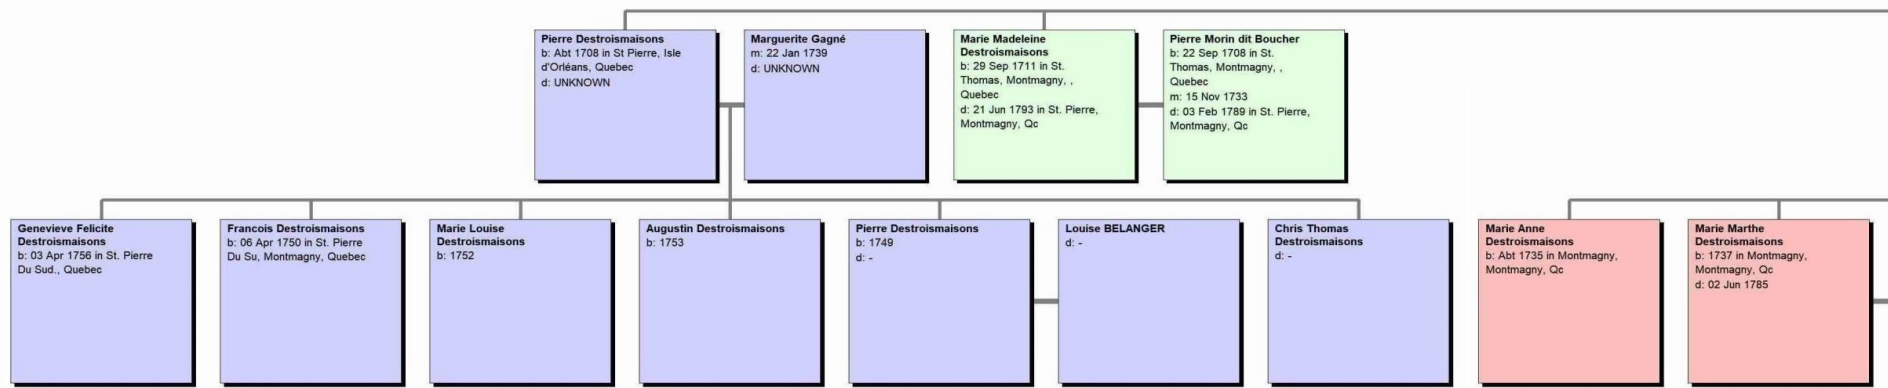 Pierre Destroismaisons
b: Abt 1708 in St Pierre, Isle
d'Orléans, Quebec
d: UNKNOWN
Marguerite Gagné
m: 22 Jan 1739
d: UNKNOWN
Marie Madeleine
Destroismaisons
b: 29 Sep 1711 in St.
Thomas, Montmagny, ,
Quebec
d: 21 Jun 1793 in St. Pierre,
Montmagny, Qc
Pierre Morin dit Boucher
b: 22 Sep 1708 in St.
Thomas, Montmagny, ,
Quebec
m: 15 Nov 1733
d: 03 Feb 1789 in St. Pierre,
Montmagny, Qc
Genevieve Felicite
Destroismaisons
b: 03 Apr 1756 in St. Pierre
Du Sud., Quebec
Francois Destroismaisons
b: 06 Apr 1750 in St. Pierre
Du Su, Montmagny, Quebec
Marie Louise
Destroismaisons
b: 1752
Augustin Destroismaisons
b: 1753
Pierre Destroismaisons
b: 1749
d: -
Louise BELANGER
d: -
Chris Thomas
Destroismaisons
d: -
Marie Anne
Destroismaisons
b: Abt 1735 in Montmagny,
Montmagny, Qc
Marie Marthe
Destroismaisons
b: 1737 in Montmagny,
Montmagny, Qc
d: 02 Jun 1785